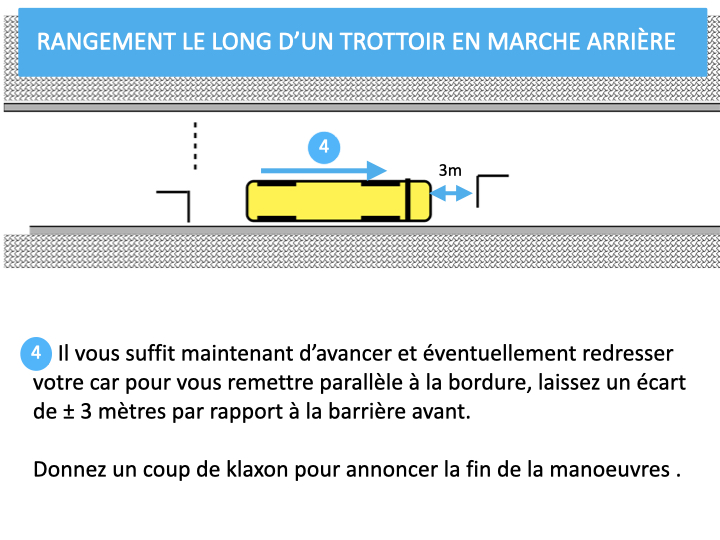 RANGEMENT LE LONG D’UN TROTTOIR EN MARCHE ARRIÈRE
4
3m
4 Il vous suffit maintenant d’avancer et éventuellement redresser
votre car pour vous remettre parallèle à la bordure, laissez un écart
de ± 3 mètres par rapport à la barrière avant.
Donnez un coup de klaxon pour annoncer la fin de la manoeuvres .